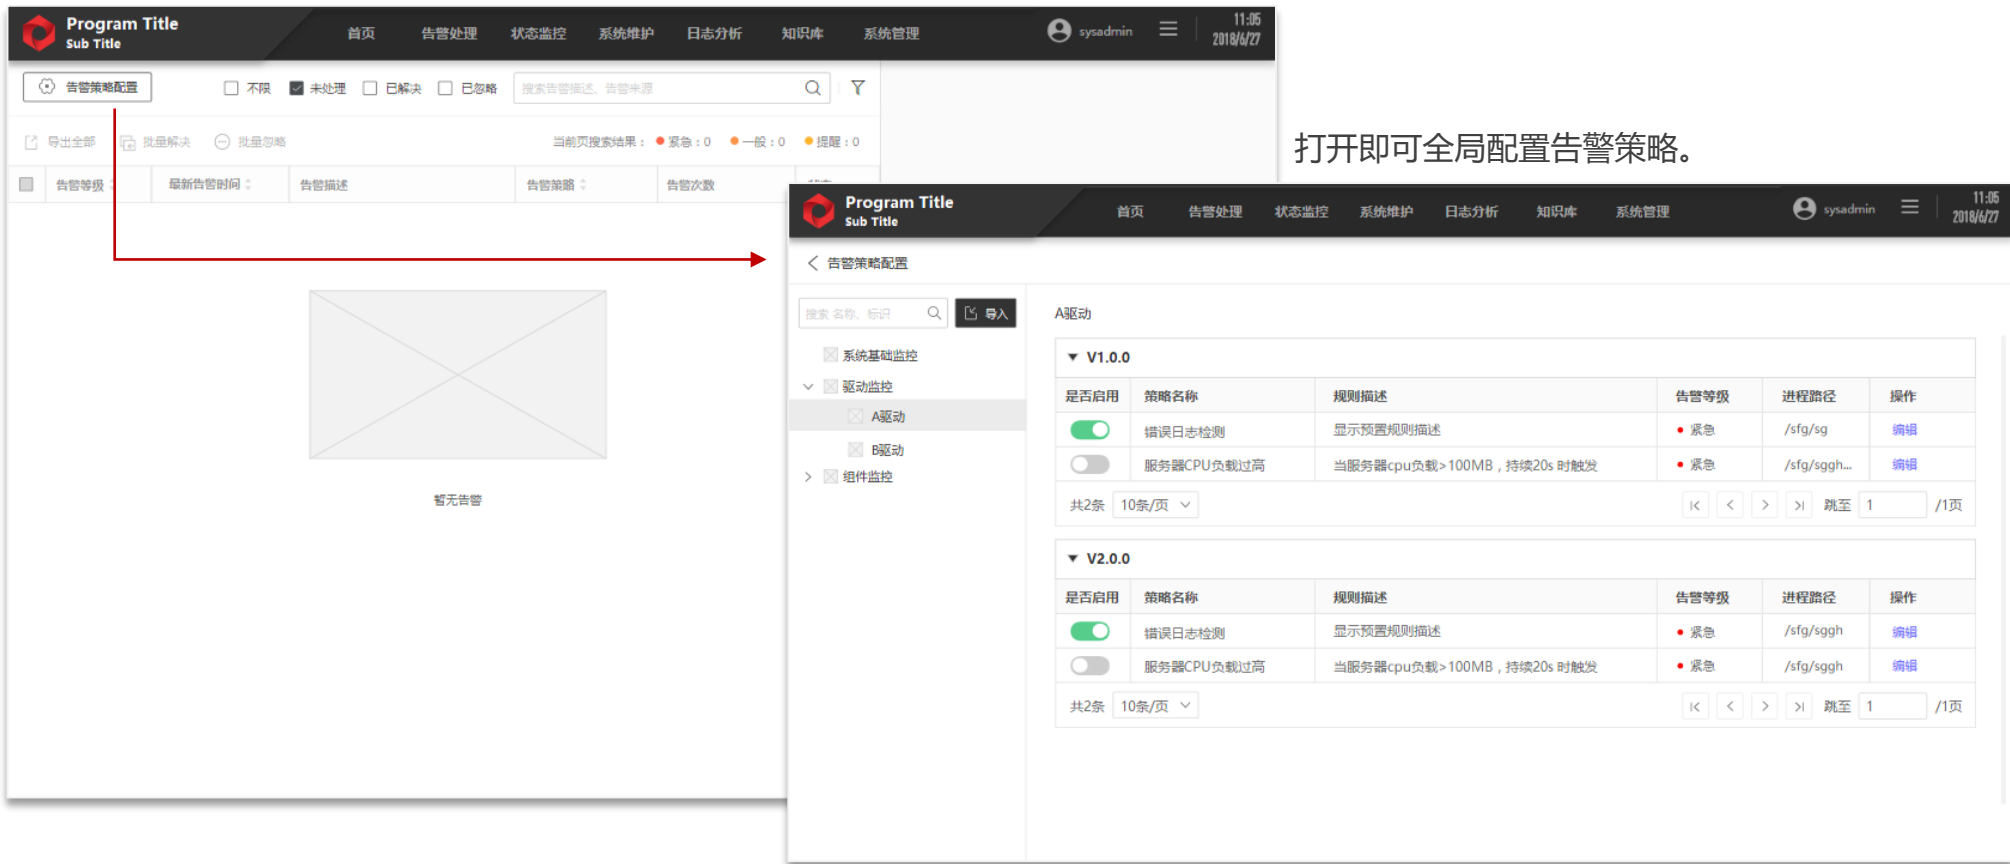 Program Title
Sub Title
首页 告警处理 状态监控 系统维护 日志分析 知识库 系统管理
sysadmin
11:05
2018/6/27
告警策略配置
不限 未处理 已解决 已忽略
搜索告警描述、告警来源
导出全部 批量解决 批量忽略
当前页搜索结果： 紧急：0 一般：0 提醒：0
告警等级 最新告警时间 告警描述 告警策略 告警次数
暂无告警
打开即可全局配置告警策略。
Program Title
Sub Title
首页 告警处理 状态监控 系统维护 日志分析 知识库 系统管理
sysadmin
11:05
2018/6/27
告警策略配置
搜索 名称、标识
导入
系统基础监控
驱动监控
A驱动
B驱动
组件监控
A驱动
V1.0.0
是否启用 策略名称 规则描述 告警等级 进程路径 操作
错误日志检测 显示预置规则描述 紧急 /sfg/sg 编辑
服务器CPU负载过高 当服务器cpu负载>100MB，持续20s 时触发 紧急 /sfg/sggh... 编辑
共2条 10条/页 跳至 1 /1页
V2.0.0
是否启用 策略名称 规则描述 告警等级 进程路径 操作
错误日志检测 显示预置规则描述 紧急 /sfg/sggh 编辑
服务器CPU负载过高 当服务器cpu负载>100MB，持续20s 时触发 紧急 /sfg/sggh 编辑
共2条 10条/页 跳至 1 /1页